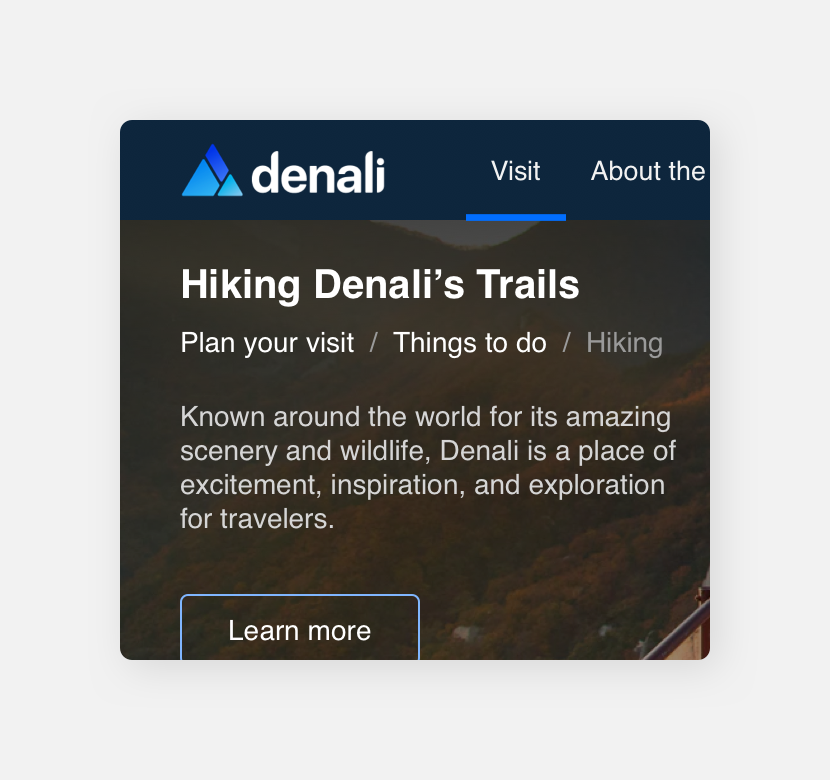 denali Visit About the
Hiking Denali’s Trails
Plan your visit / Things to do / Hiking
Known around the world for its amazing
scenery and wildlife, Denali is a place of
excitement, inspiration, and exploration
for travelers.
Learn more